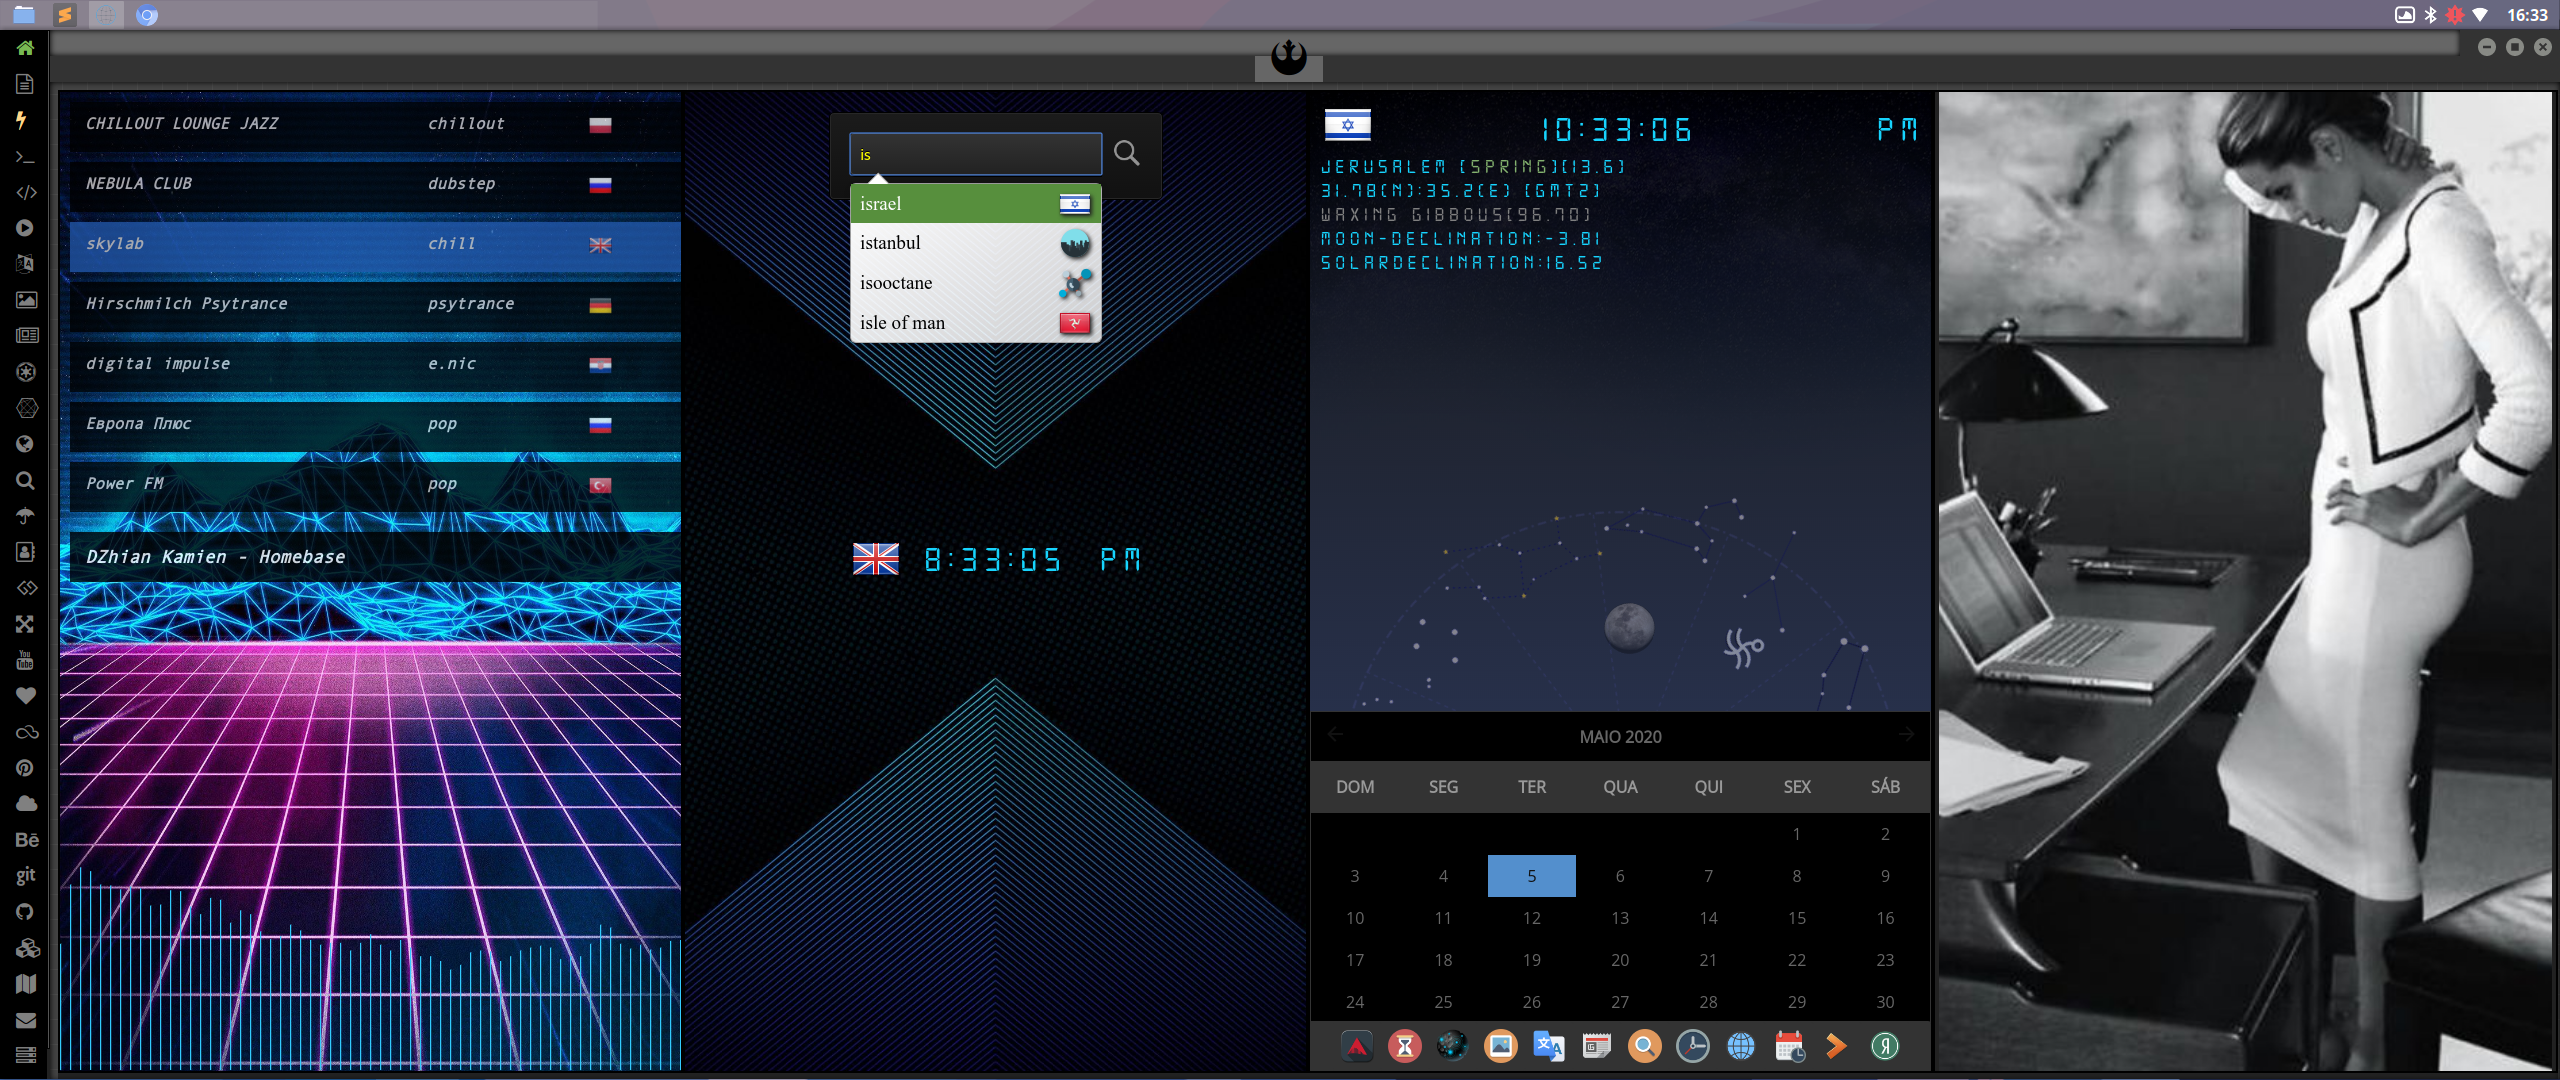 16:33
CHILLOUT LOUNGE JAZZ chillout
NEBULA CLUB dubstep
skylab chill
Hirschmilch Psytrance psytrance
digital impulse e.nic
Европа Плюс pop
Power FM pop
DZhian Kamien - Homebase
You
Tube
Bē
git
is
israel
istanbul
isooctane
isle of man
8:33:05 PM
10:33:06 PM
JERUSALEM [SPRING][13.6]
31.78(N):35.2(E) [GMT2]
WAXING GIBBOUS[96.70]
MOON-DECLINATION:-3.81
SOLARDECLINATION:16.52
MAIO 2020
DOM SEG TER QUA QUI SEX SÁB
1 2
3 4 5 6 7 8 9
10 11 12 13 14 15 16
17 18 19 20 21 22 23
24 25 26 27 28 29 30